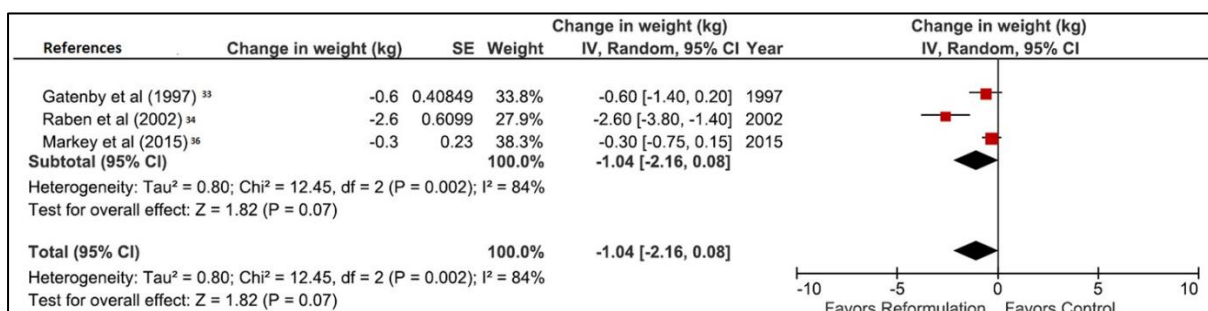 Change in weight (kg) Change in weight (kg)
References Change in weight (kg) SE Weight IV, Random, 95% CI Year IV, Random, 95% CI
Gatenby et al (1997) ³³ -0.6 0.40849 33.8% -0.60 [-1.40, 0.20] 1997
Raben et al (2002) ³⁴ -2.6 0.6099 27.9% -2.60 [-3.80, -1.40] 2002
Markey et al (2015) ³⁶ -0.3 0.23 38.3% -0.30 [-0.75, 0.15] 2015
Subtotal (95% CI) 100.0% -1.04 [-2.16, 0.08]
Heterogeneity: Tau² = 0.80; Chi² = 12.45, df = 2 (P = 0.002); I² = 84%
Test for overall effect: Z = 1.82 (P = 0.07)
Total (95% CI) 100.0% -1.04 [-2.16, 0.08]
Heterogeneity: Tau² = 0.80; Chi² = 12.45, df = 2 (P = 0.002); I² = 84%
Test for overall effect: Z = 1.82 (P = 0.07)
-10 -5 0 5 10
Favors Reformulation Favors Control